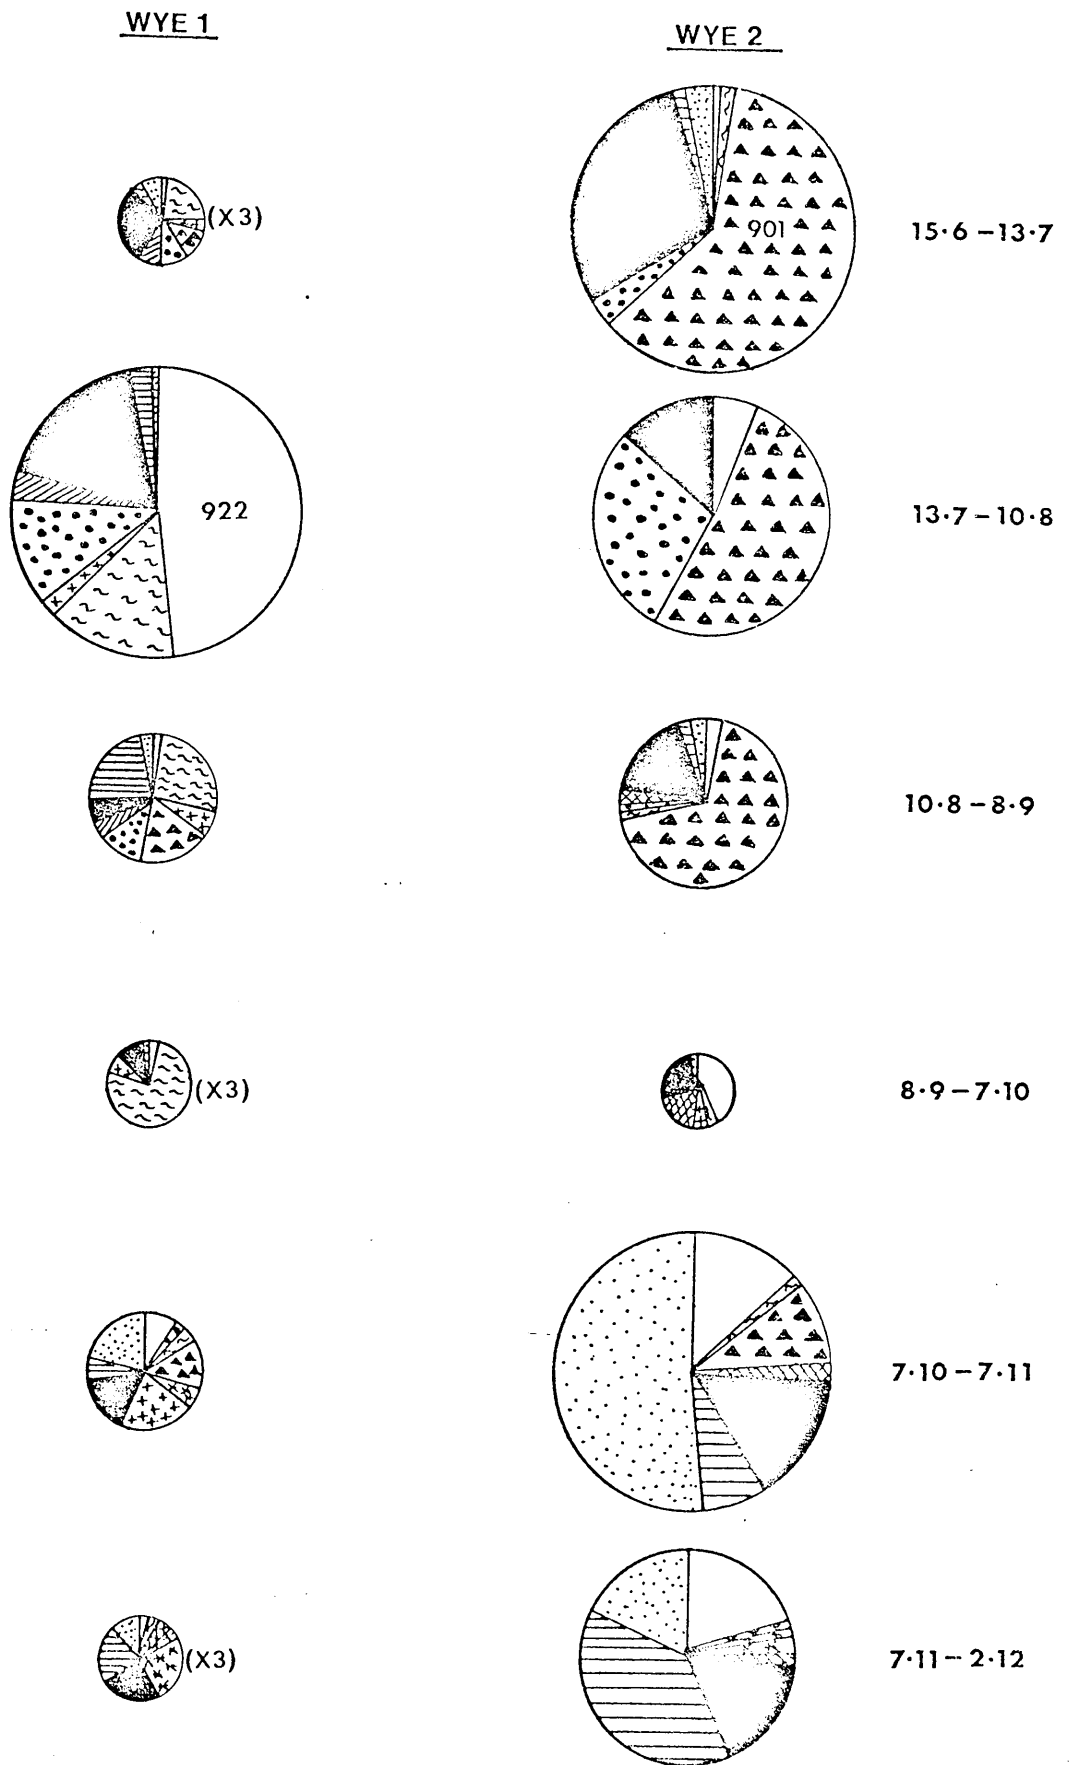 WYE 1
WYE 2
(X3)
901
15·6 – 13·7
922
13·7 – 10·8
10·8 – 8·9
(X3)
8·9 – 7·10
7·10 – 7·11
(X3)
7·11 – 2·12